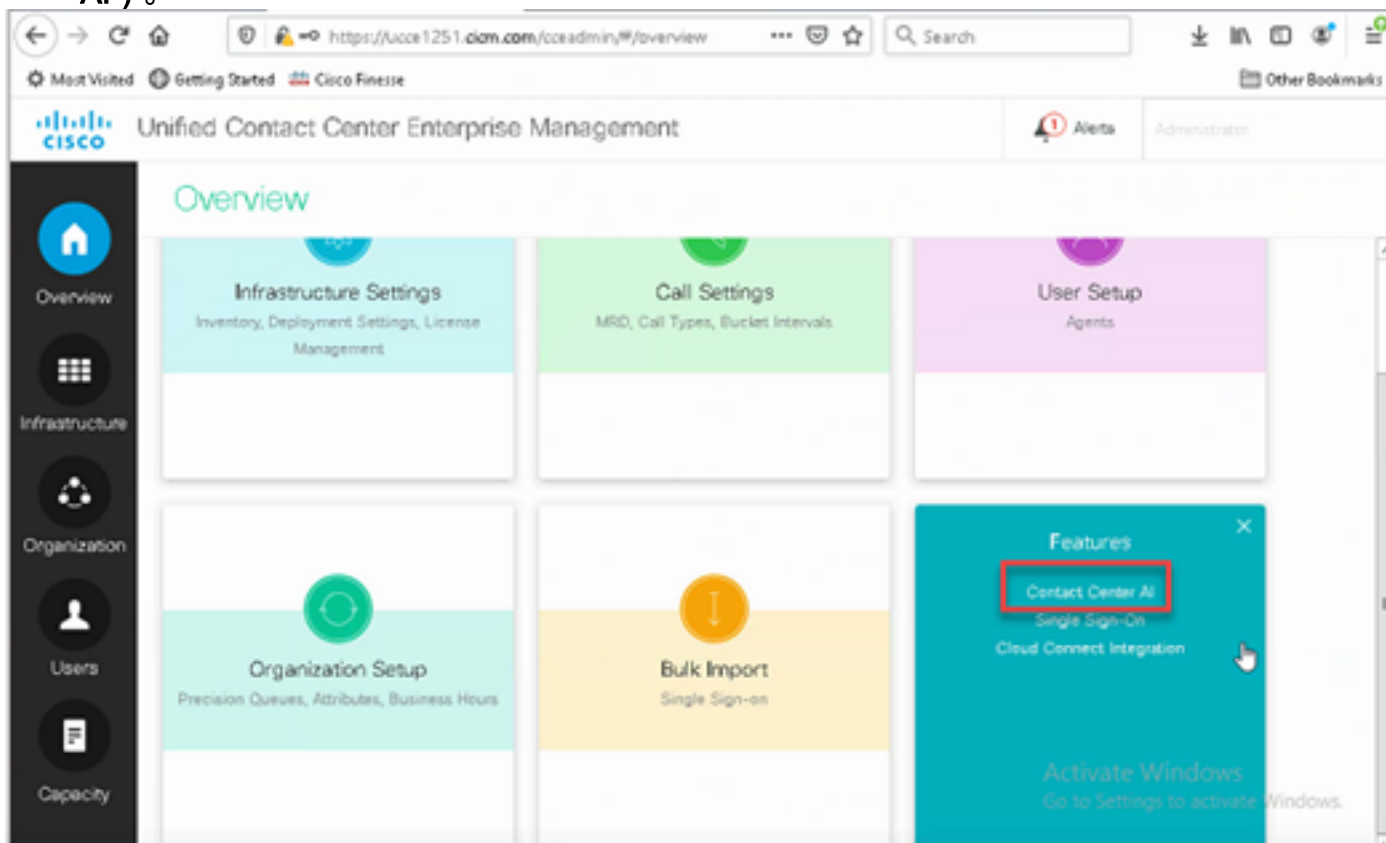 AI) 。
https://ucce1251.cicm.com/cceadmin/#/overview
Search
Most Visited Getting Started Cisco Finesse Other Bookmarks
CISCO Unified Contact Center Enterprise Management 1 Alerts Administrator
Overview
Overview
Infrastructure Settings
Inventory, Deployment Settings, License
Management
Call Settings
MRD, Call Types, Bucket Intervals
User Setup
Agents
Infrastructure
Organization
Users
Capacity
Organization Setup
Precision Queues, Attributes, Business Hours
Bulk Import
Single Sign-on
Features
Contact Center AI
Single Sign-On
Cloud Connect Integration
Activate Windows
Go to Settings to activate Windows.